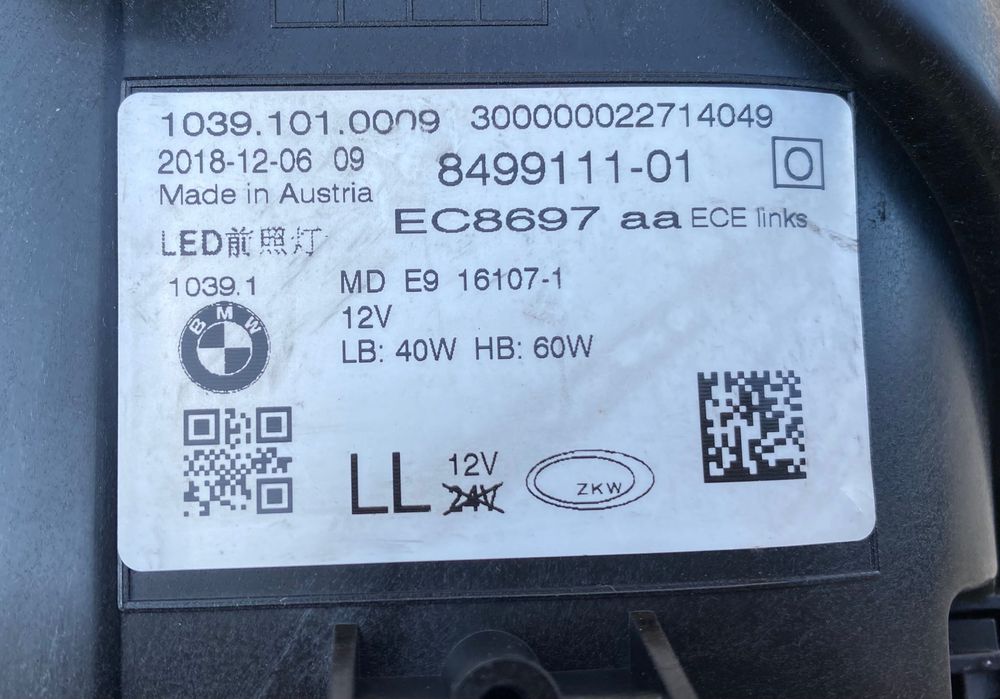 1039.101.0009 300000022714049
2018-12-06 09 8499111-01 O
Made in Austria
EC8697 aa ECE links
LED前照灯
1039.1 MD E9 16107-1
BMW
12V
LB: 40W HB: 60W
LL 12V
24V
ZKW